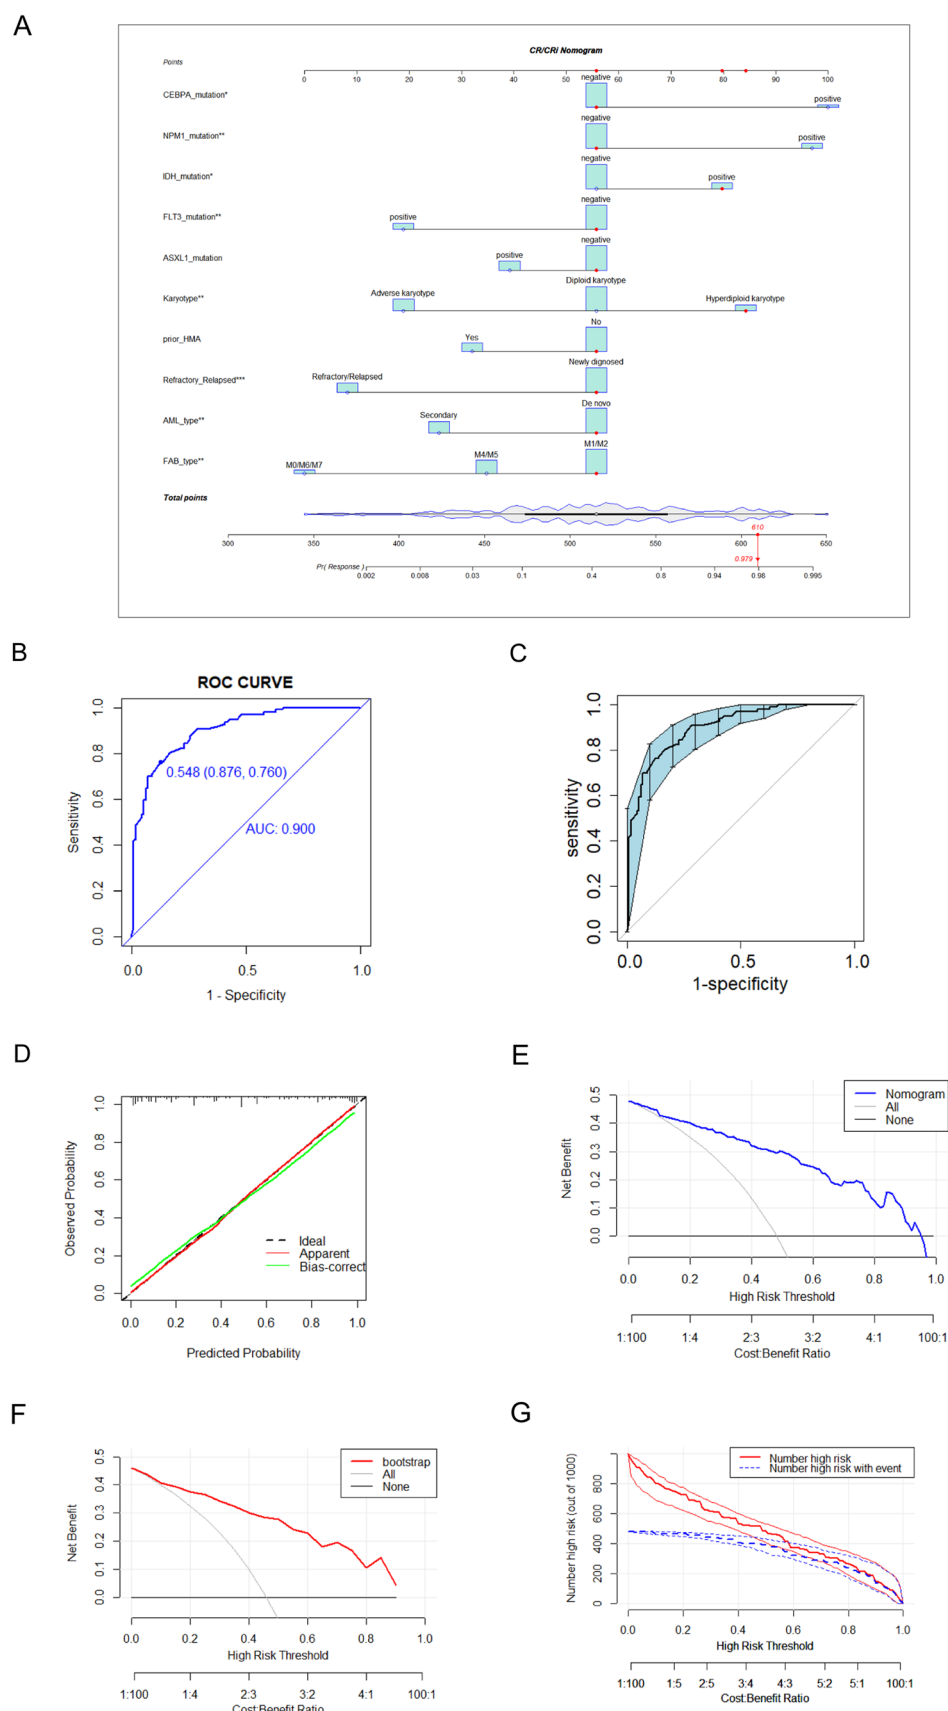 A
CR/CRi Nomogram
Points
0 10 20 30 40 50 60 70 80 90 100
negative
CEBPA_mutation* positive
negative
NPM1_mutation** positive
negative
IDH_mutation* positive
negative
FLT3_mutation** positive
negative
ASXL1_mutation positive
Diploid karyotype
Karyotype** Adverse karyotype Hyperdiploid karyotype
No
prior_HMA Yes
Newly dignosed
Refractory_Relapsed*** Refractory/Relapsed
De novo
AML_type** Secondary
M1/M2
FAB_type** M0/M6/M7 M4/M5
Total points
610
300 350 400 450 500 550 600 650
0.979
Pr( Response )
0.002 0.008 0.03 0.1 0.4 0.8 0.94 0.98 0.995
B
ROC CURVE
0.548 (0.876, 0.760)
AUC: 0.900
Sensitivity
0.0 0.2 0.4 0.6 0.8 1.0
0.0 0.5 1.0
1 - Specificity
C
sensitivity
0.0 0.2 0.4 0.6 0.8 1.0
0.0 0.5 1.0
1-specificity
D
Observed Probability
0.0 0.2 0.4 0.6 0.8 1.0
Ideal
Apparent
Bias-correct
0.0 0.2 0.4 0.6 0.8 1.0
Predicted Probability
E
Net Benefit
0.0 0.1 0.2 0.3 0.4 0.5
Nomogram
All
None
0.0 0.2 0.4 0.6 0.8 1.0
High Risk Threshold
1:100 1:4 2:3 3:2 4:1 100:1
Cost:Benefit Ratio
F
Net Benefit
0.0 0.1 0.2 0.3 0.4 0.5
bootstrap
All
None
0.0 0.2 0.4 0.6 0.8 1.0
High Risk Threshold
1:100 1:4 2:3 3:2 4:1 100:1
Cost:Benefit Ratio
G
Number high risk (out of 1000)
0 200 400 600 800
Number high risk
Number high risk with event
0.0 0.2 0.4 0.6 0.8 1.0
High Risk Threshold
1:100 1:5 2:5 3:4 4:3 5:2 5:1 100:1
Cost:Benefit Ratio